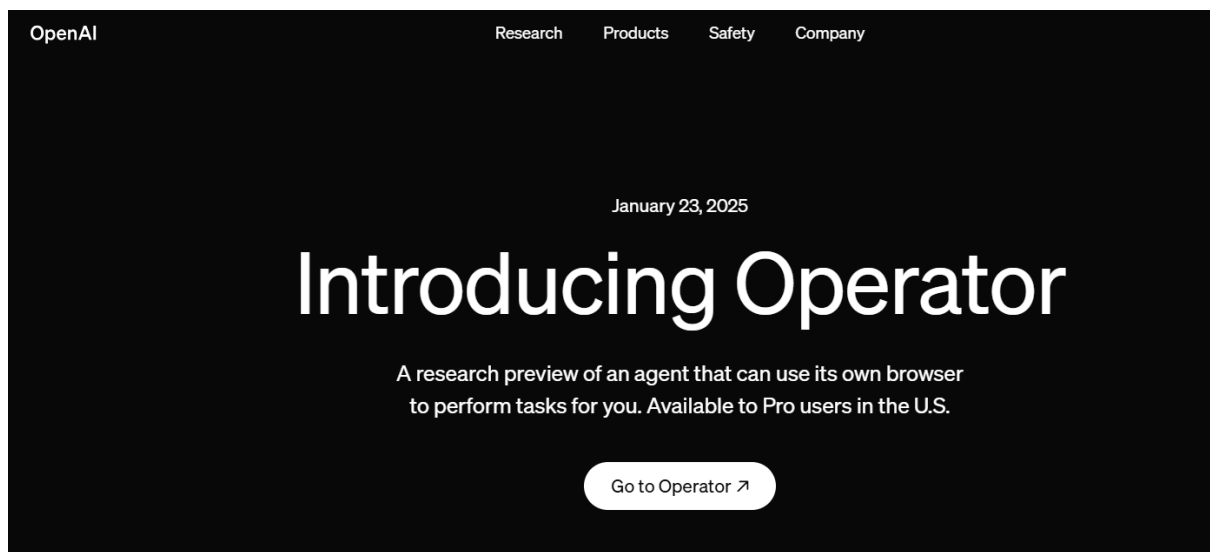 OpenAI
Research Products Safety Company
January 23, 2025
Introducing Operator
A research preview of an agent that can use its own browser
to perform tasks for you. Available to Pro users in the U.S.
Go to Operator ↗